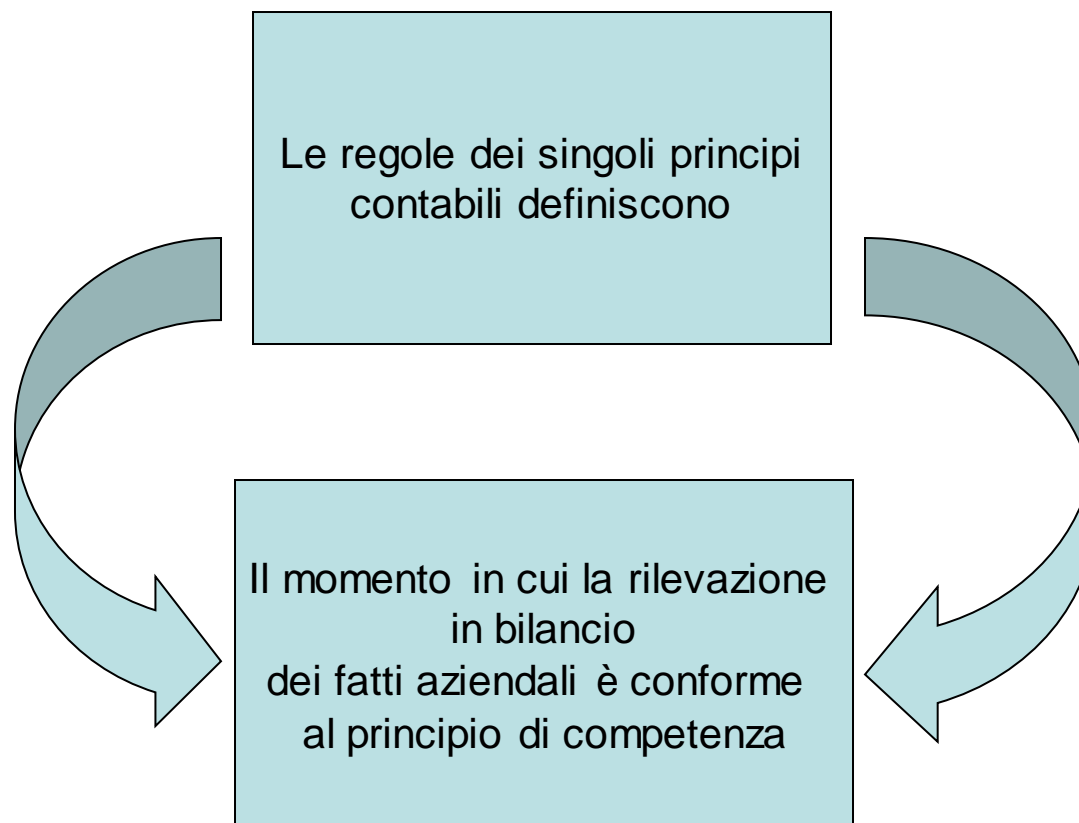 Le regole dei singoli principi
contabili definiscono
Il momento in cui la rilevazione
in bilancio
dei fatti aziendali è conforme
al principio di competenza